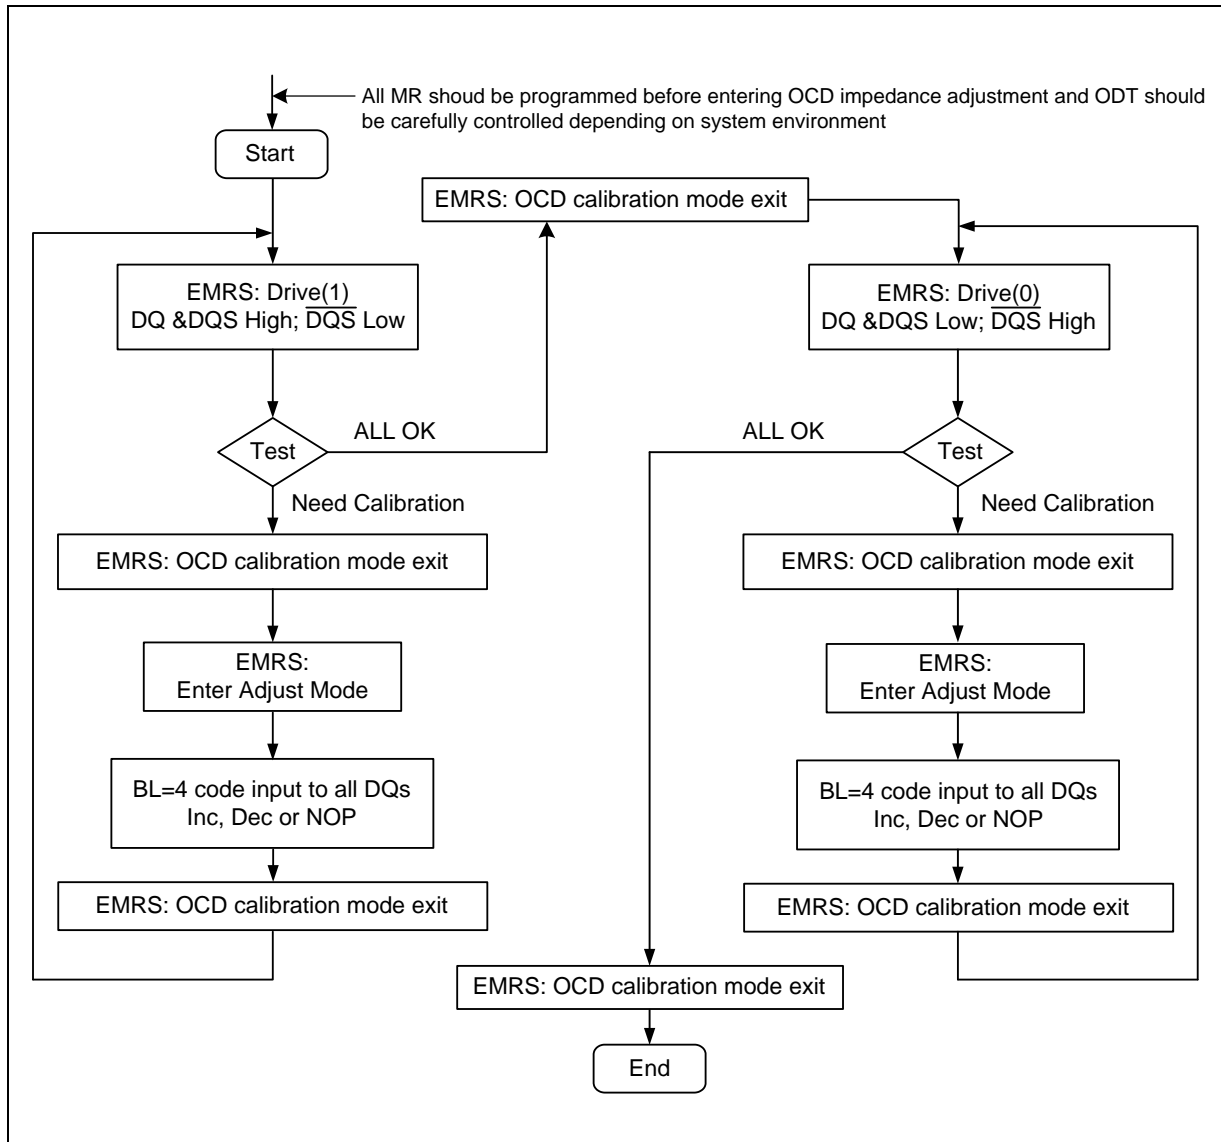 All MR shoud be programmed before entering OCD impedance adjustment and ODT should
be carefully controlled depending on system environment
Start
EMRS: OCD calibration mode exit
EMRS: Drive(1)
DQ &DQS High; D̅Q̅S̅ Low
Test
ALL OK
Need Calibration
EMRS: OCD calibration mode exit
EMRS:
Enter Adjust Mode
BL=4 code input to all DQs
Inc, Dec or NOP
EMRS: OCD calibration mode exit
EMRS: Drive(0)
DQ &DQS Low; D̅Q̅S̅ High
ALL OK
Test
Need Calibration
EMRS: OCD calibration mode exit
EMRS:
Enter Adjust Mode
BL=4 code input to all DQs
Inc, Dec or NOP
EMRS: OCD calibration mode exit
EMRS: OCD calibration mode exit
End